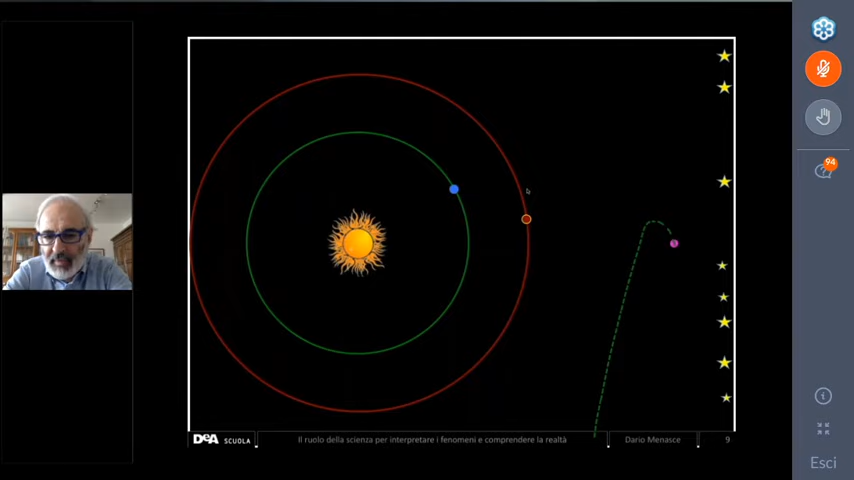 94
DeA SCUOLA
Il ruolo della scienza per interpretare i fenomeni e comprendere la realtà
Dario Menasce
9
Esci